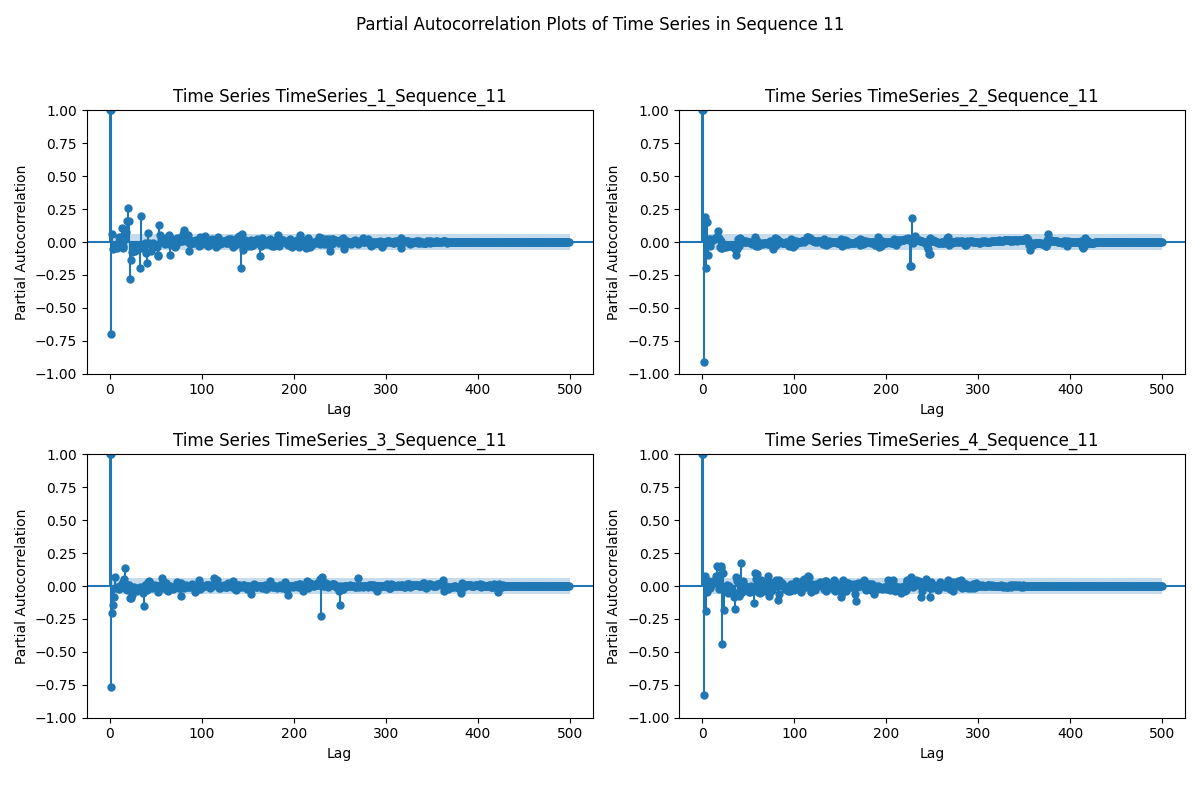 Partial Autocorrelation Plots of Time Series in Sequence 11
Time Series TimeSeries_1_Sequence_11
Partial Autocorrelation
1.00
0.75
0.50
0.25
0.00
−0.25
−0.50
−0.75
−1.00
0 100 200 300 400 500
Lag
Time Series TimeSeries_2_Sequence_11
Partial Autocorrelation
1.00
0.75
0.50
0.25
0.00
−0.25
−0.50
−0.75
−1.00
0 100 200 300 400 500
Lag
Time Series TimeSeries_3_Sequence_11
Partial Autocorrelation
1.00
0.75
0.50
0.25
0.00
−0.25
−0.50
−0.75
−1.00
0 100 200 300 400 500
Lag
Time Series TimeSeries_4_Sequence_11
Partial Autocorrelation
1.00
0.75
0.50
0.25
0.00
−0.25
−0.50
−0.75
−1.00
0 100 200 300 400 500
Lag